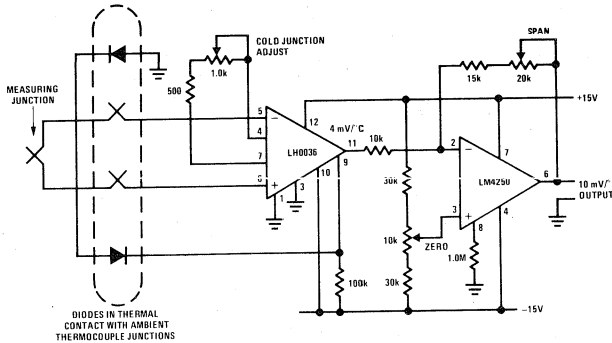 SPAN
COLD JUNCTION
ADJUST
1.0k
15k
20k
500
MEASURING
JUNCTION
+15V
5
12
4 mV/°C
4
LH0036
11
10k
2
7
7
9
30k
6
LM4250
6
10
10 mV/°
OUTPUT
1
3
10k
3
4
ZERO
8
1.0M
100k
30k
DIODES IN THERMAL
CONTACT WITH AMBIENT
THERMOCOUPLE JUNCTIONS
−15V